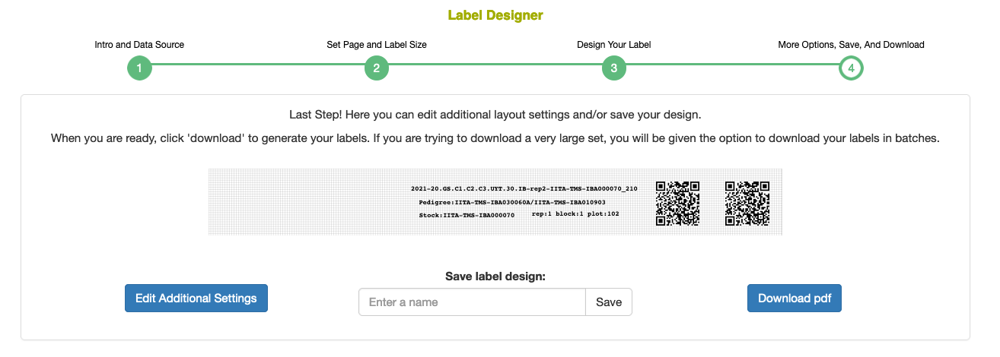 Label Designer
Intro and Data Source
Set Page and Label Size
Design Your Label
More Options, Save, And Download
1
2
3
4
Last Step! Here you can edit additional layout settings and/or save your design.
When you are ready, click 'download' to generate your labels. If you are trying to download a very large set, you will be given the option to download your labels in batches.
2021-20.GS.C1.C2.C3.UYT.30.IB-rep2-IITA-TMS-IBA000070_210
Pedigree:IITA-TMS-IBA030060A/IITA-TMS-IBA010903
Stock:IITA-TMS-IBA000070
rep:1 block:1 plot:102
Save label design:
Edit Additional Settings
Enter a name
Save
Download pdf